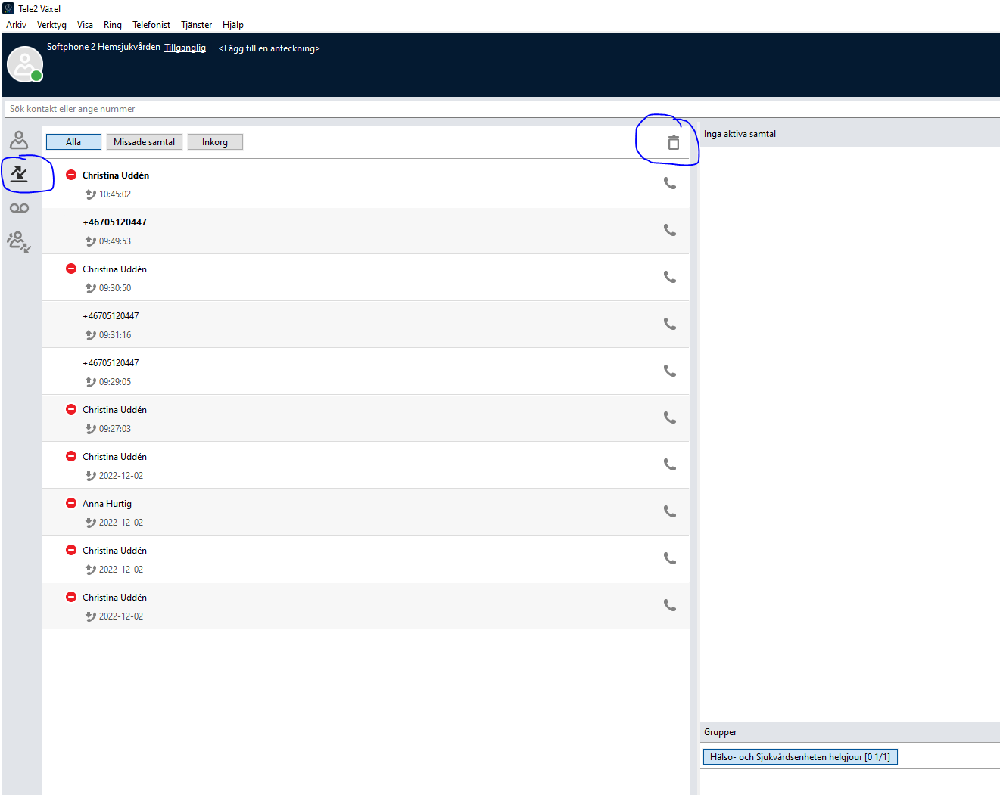 Tele2 Växel
Arkiv Verktyg Visa Ring Telefonist Tjänster Hjälp
Softphone 2 Hemsjukvården Tillgänglig <Lägg till en anteckning>
Sök kontakt eller ange nummer
Alla Missade samtal Inkorg
Inga aktiva samtal
Christina Uddén
10:45:02
+46705120447
09:49:53
Christina Uddén
09:30:50
+46705120447
09:31:16
+46705120447
09:29:05
Christina Uddén
09:27:03
Christina Uddén
2022-12-02
Anna Hurtig
2022-12-02
Christina Uddén
2022-12-02
Christina Uddén
2022-12-02
Grupper
Hälso- och Sjukvårdsenheten helgjour [0 1/1]